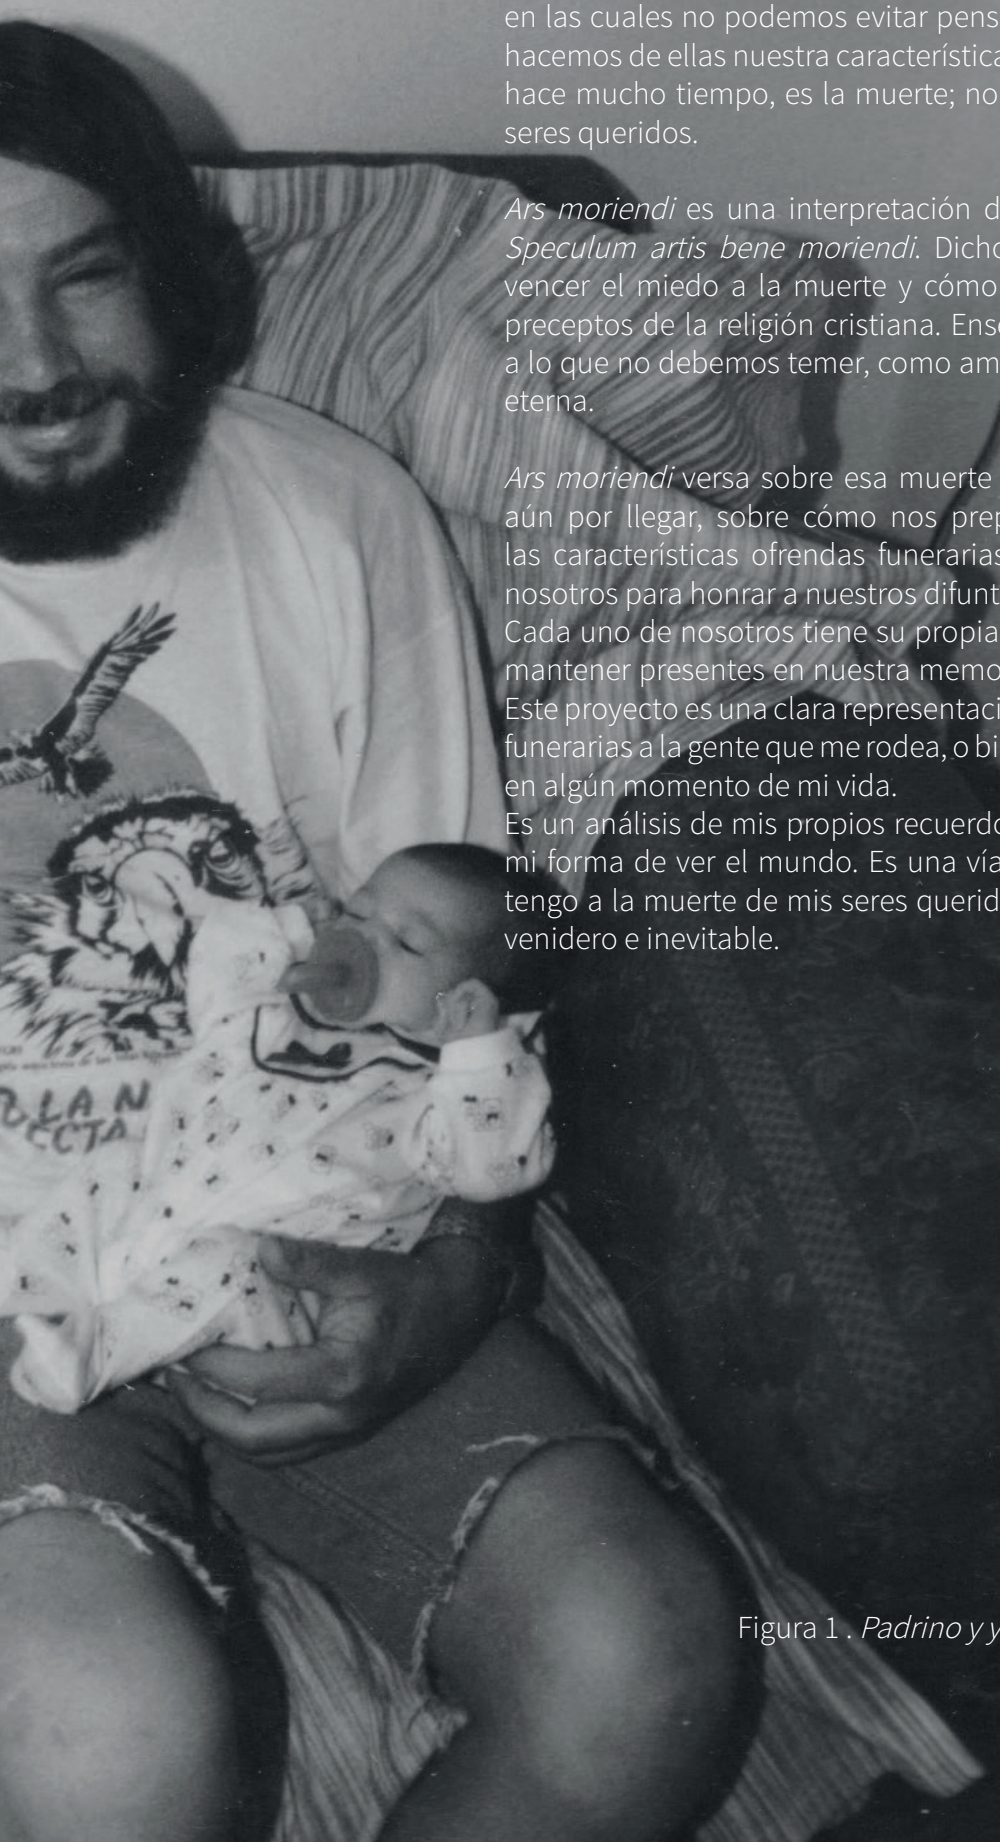 en las cuales no podemos evitar pens
hacemos de ellas nuestra característica
hace mucho tiempo, es la muerte; no
seres queridos.
Ars moriendi es una interpretación d
Speculum artis bene moriendi. Dicho
vencer el miedo a la muerte y cómo
preceptos de la religión cristiana. Ense
a lo que no debemos temer, como am
eterna.
Ars moriendi versa sobre esa muerte
aún por llegar, sobre cómo nos prep
las características ofrendas funerarias
nosotros para honrar a nuestros difunt
Cada uno de nosotros tiene su propia
mantener presentes en nuestra memo
Este proyecto es una clara representaci
funerarias a la gente que me rodea, o bi
en algún momento de mi vida.
Es un análisis de mis propios recuerdo
mi forma de ver el mundo. Es una vía
tengo a la muerte de mis seres querid
venidero e inevitable.
LA N
CCTA
Figura 1 . Padrino y y